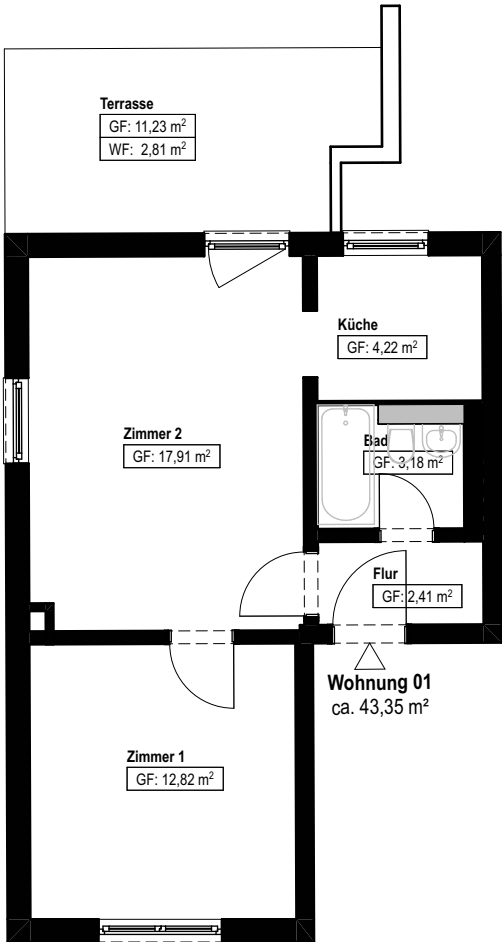 Terrasse
GF: 11,23 m²
WF: 2,81 m²
Küche
GF: 4,22 m²
Zimmer 2
GF: 17,91 m²
Bad
GF: 3,18 m²
Flur
GF: 2,41 m²
Wohnung 01
ca. 43,35 m²
Zimmer 1
GF: 12,82 m²